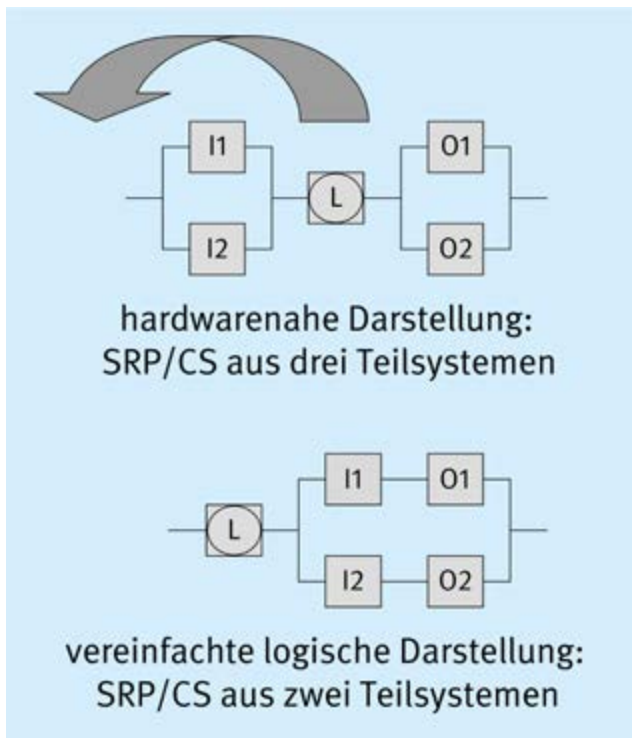 I1
O1
L
I2
O2
hardwarenahe Darstellung:
SRP/CS aus drei Teilsystemen
I1
O1
L
I2
O2
vereinfachte logische Darstellung:
SRP/CS aus zwei Teilsystemen